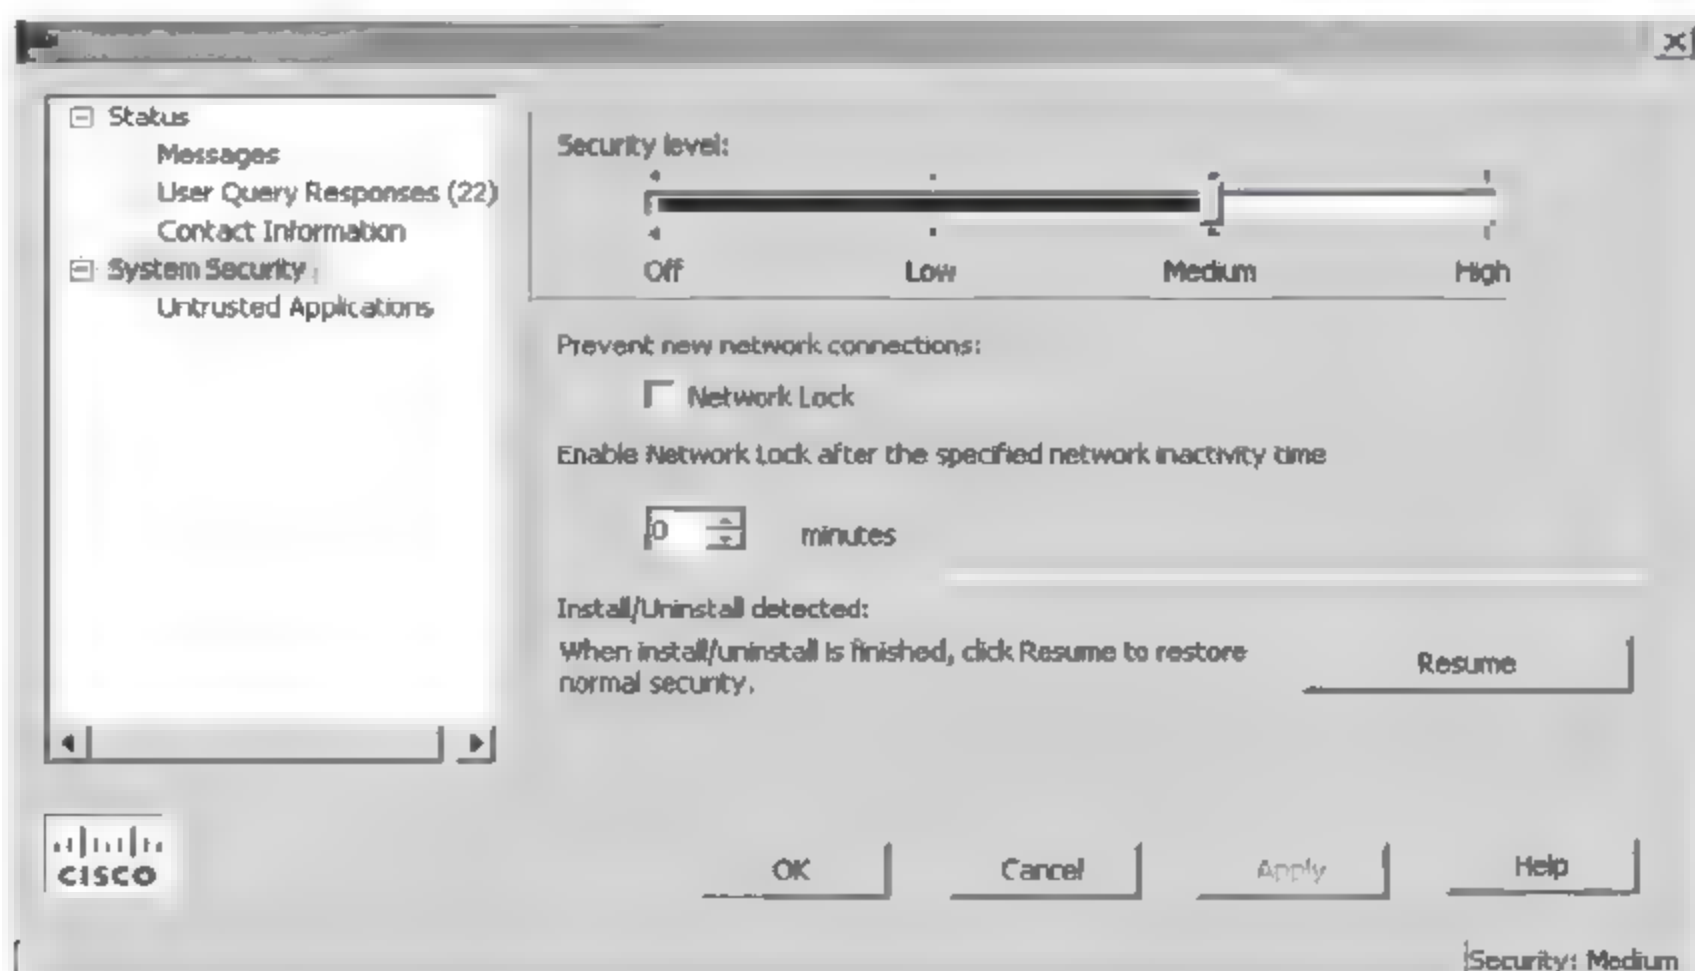 Status
Messages
User Query Responses (22)
Contact Information
System Security
Untrusted Applications
Security level:
Off Low Medium High
Prevent new network connections:
Network Lock
Enable Network Lock after the specified network inactivity time
0 minutes
Install/Uninstall detected:
When install/uninstall is finished, click Resume to restore
normal security.
Resume
CISCO
OK Cancel Apply Help
Security: Medium